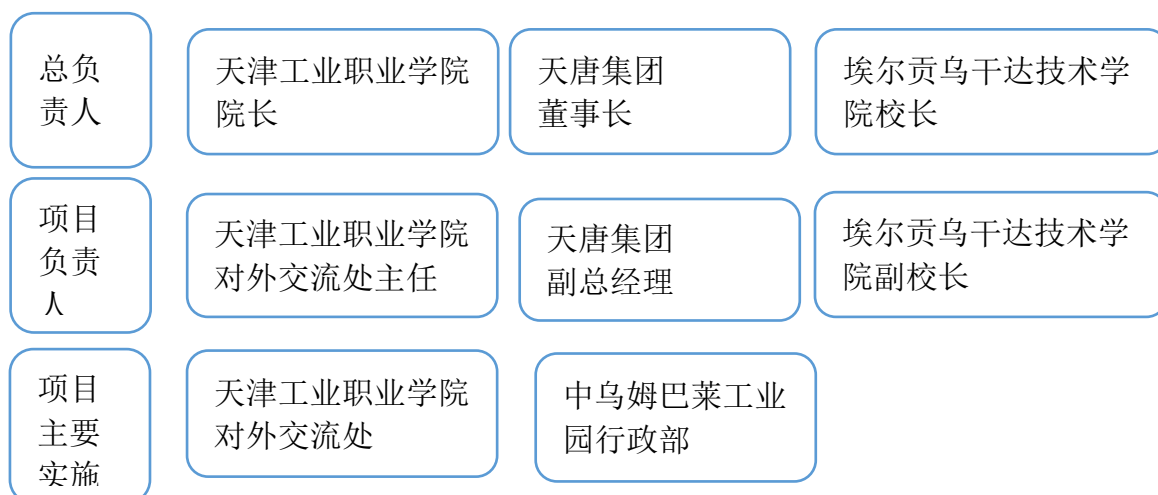 总负
责人
天津工业职业学院
院长
天唐集团
董事长
埃尔贡乌干达技术学
院校长
项目
负责
人
天津工业职业学院
对外交流处主任
天唐集团
副总经理
埃尔贡乌干达技术学
院副校长
项目
主要
实施
天津工业职业学院
对外交流处
中乌姆巴莱工业
园行政部